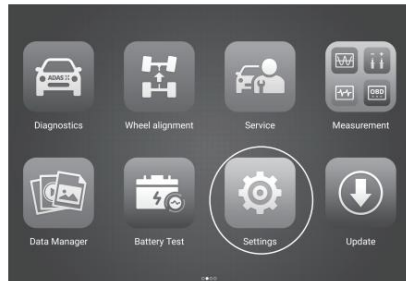 ADAS
Diagnostics
Wheel alignment
Service
OBD
Measurement
Data Manager
Battery Test
Settings
Update